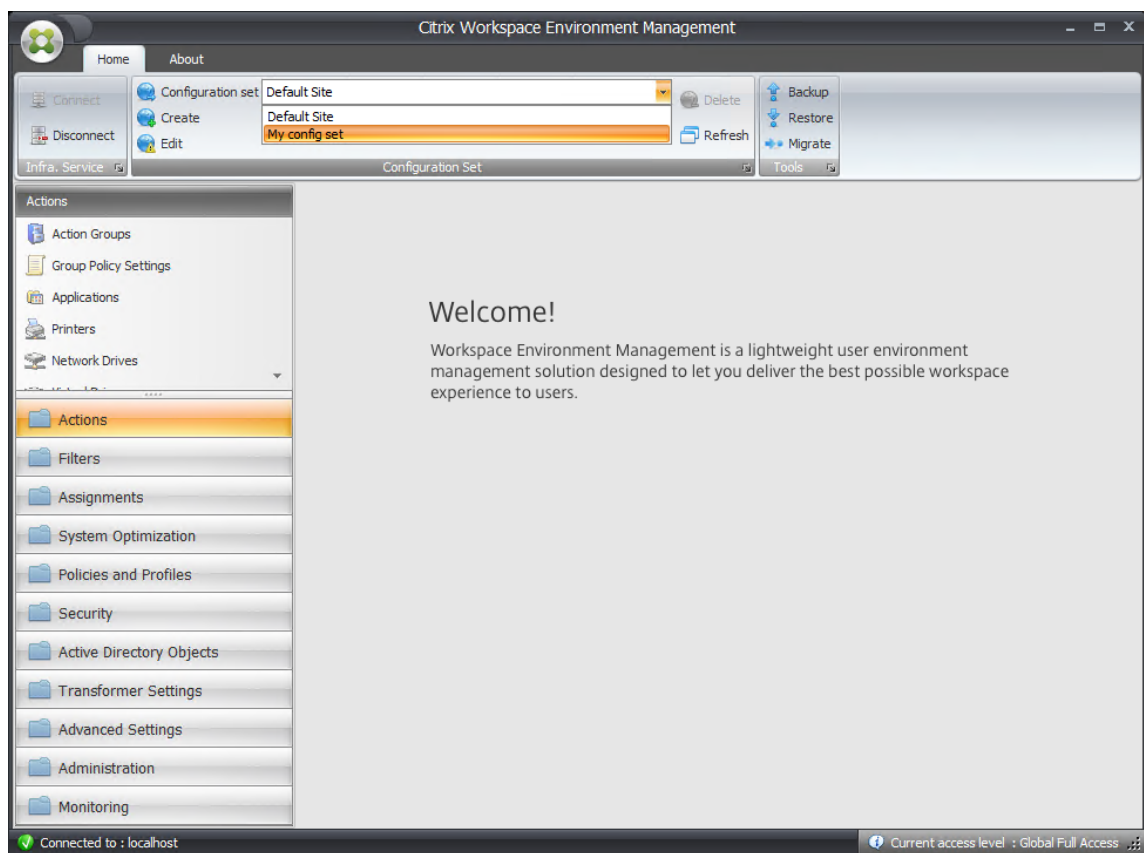 Citrix Workspace Environment Management
Home
About
Connect
Disconnect
Infra. Service
Configuration set
Default Site
Create
Edit
Default Site
My config set
Delete
Refresh
Configuration Set
Backup
Restore
Migrate
Tools
Actions
Action Groups
Group Policy Settings
Applications
Printers
Network Drives
Actions
Filters
Assignments
System Optimization
Policies and Profiles
Security
Active Directory Objects
Transformer Settings
Advanced Settings
Administration
Monitoring
Welcome!
Workspace Environment Management is a lightweight user environment
management solution designed to let you deliver the best possible workspace
experience to users.
Connected to : localhost
Current access level : Global Full Access